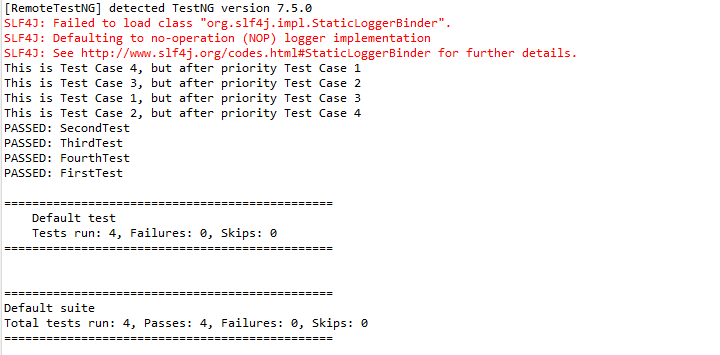 [RemoteTestNG] detected TestNG version 7.5.0
SLF4J: Failed to load class "org.slf4j.impl.StaticLoggerBinder".
SLF4J: Defaulting to no-operation (NOP) logger implementation
SLF4J: See http://www.slf4j.org/codes.html#StaticLoggerBinder for further details.
This is Test Case 4, but after priority Test Case 1
This is Test Case 3, but after priority Test Case 2
This is Test Case 1, but after priority Test Case 3
This is Test Case 2, but after priority Test Case 4
PASSED: SecondTest
PASSED: ThirdTest
PASSED: FourthTest
PASSED: FirstTest
===============================================
Default test
Tests run: 4, Failures: 0, Skips: 0
===============================================
===============================================
Default suite
Total tests run: 4, Passes: 4, Failures: 0, Skips: 0
===============================================